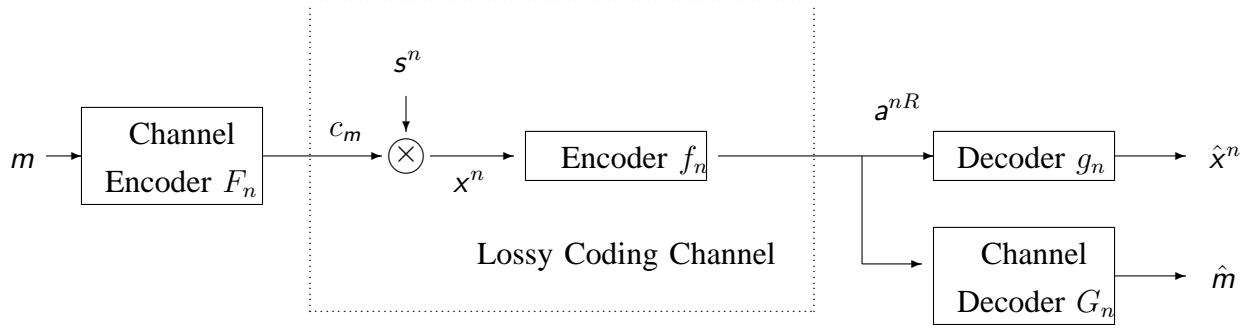 s^n
m
Channel
Encoder F_n
c_m
×
x^n
Encoder f_n
a^{nR}
Decoder g_n
x̂^n
Lossy Coding Channel
Channel
Decoder G_n
m̂